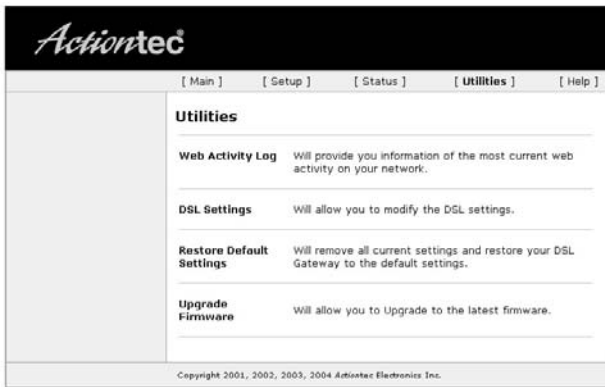 Actiontec
[ Main ] [ Setup ] [ Status ] [ Utilities ] [ Help ]
Utilities
Web Activity Log Will provide you information of the most current web
activity on your network.
DSL Settings Will allow you to modify the DSL settings.
Restore Default Will remove all current settings and restore your DSL
Settings Gateway to the default settings.
Upgrade
Firmware Will allow you to Upgrade to the latest firmware.
Copyright 2001, 2002, 2003, 2004 Actiontec Electronics Inc.